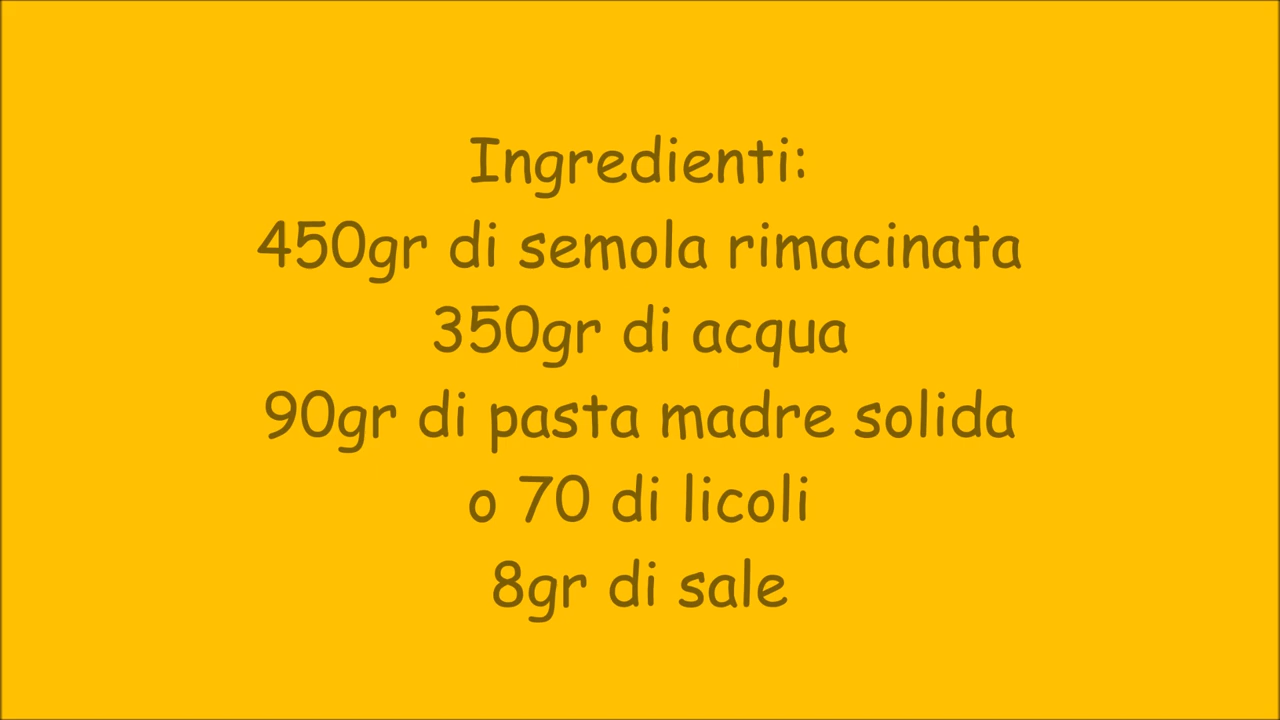 Ingredienti:
450gr di semola rimacinata
350gr di acqua
90gr di pasta madre solida
o 70 di licoli
8gr di sale